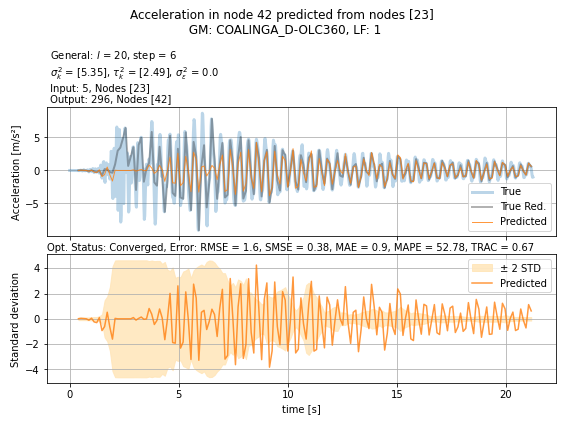 Acceleration in node 42 predicted from nodes [23]
GM: COALINGA_D-OLC360, LF: 1
General: l = 20, step = 6
σ²ₖ = [5.35], τ²ₖ = [2.49], σ²ε = 0.0
Input: 5, Nodes [23]
Output: 296, Nodes [42]
Acceleration [m/s²]
5
0
−5
True
True Red.
Predicted
Opt. Status: Converged, Error: RMSE = 1.6, SMSE = 0.38, MAE = 0.9, MAPE = 52.78, TRAC = 0.67
Standard deviation
4
2
0
−2
−4
± 2 STD
Predicted
0 5 10 15 20
time [s]